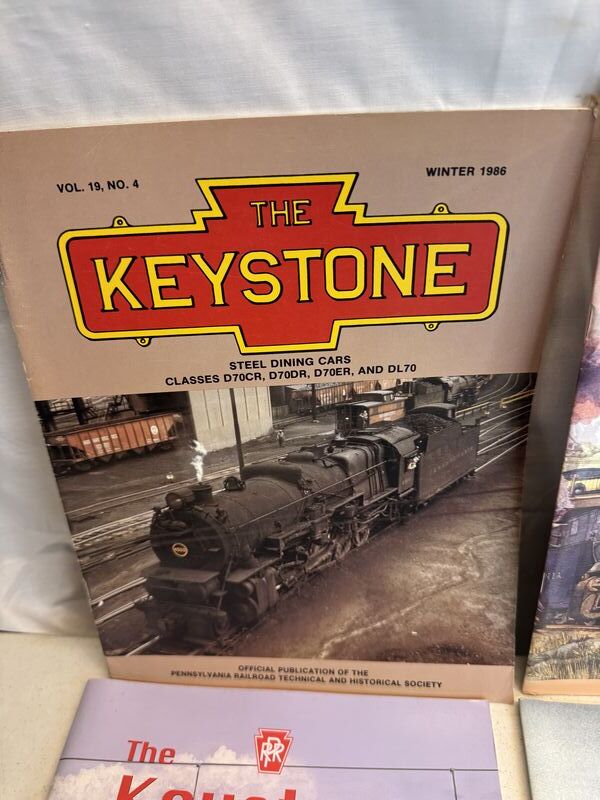 VOL. 19, NO. 4
WINTER 1986
THE
KEYSTONE
STEEL DINING CARS
CLASSES D70CR, D70DR, D70ER, AND DL70
OFFICIAL PUBLICATION OF THE
PENNSYLVANIA RAILROAD TECHNICAL AND HISTORICAL SOCIETY
PRR
The